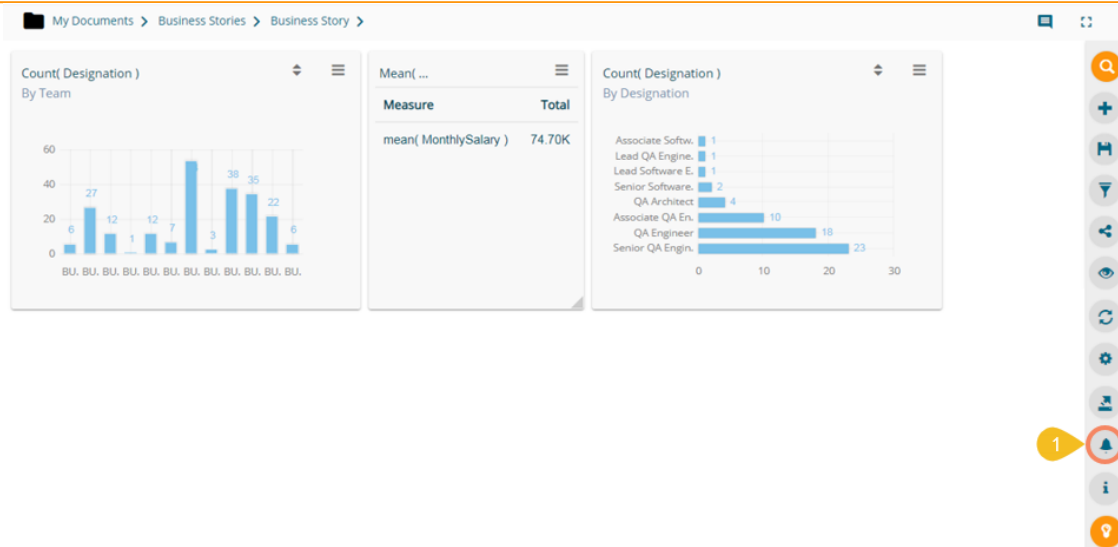 My Documents > Business Stories > Business Story >
Count( Designation )
By Team
60
40
20
0
6
27
12
1
12
7
3
38
35
22
6
BU. BU. BU. BU. BU. BU. BU. BU. BU. BU. BU. BU.
Mean( ...
Measure Total
mean( MonthlySalary ) 74.70K
Count( Designation )
By Designation
Associate Softw. 1
Lead QA Engine. 1
Lead Software E. 1
Senior Software. 2
QA Architect 4
Associate QA En. 10
QA Engineer 18
Senior QA Engin. 23
0 10 20 30
1